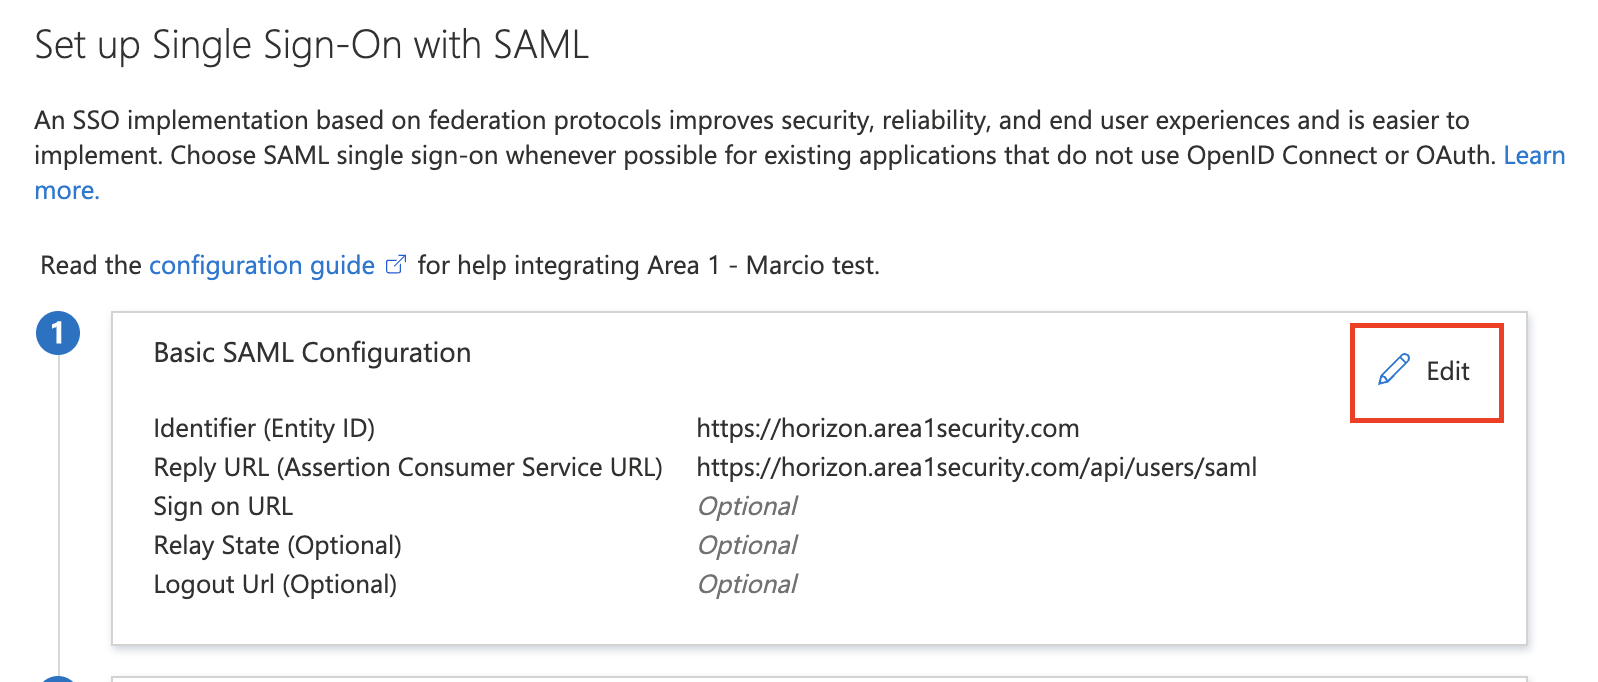 Set up Single Sign-On with SAML
An SSO implementation based on federation protocols improves security, reliability, and end user experiences and is easier to
implement. Choose SAML single sign-on whenever possible for existing applications that do not use OpenID Connect or OAuth. Learn
more.
Read the configuration guide for help integrating Area 1 - Marcio test.
1
Basic SAML Configuration
Edit
Identifier (Entity ID) https://horizon.area1security.com
Reply URL (Assertion Consumer Service URL) https://horizon.area1security.com/api/users/saml
Sign on URL Optional
Relay State (Optional) Optional
Logout Url (Optional) Optional